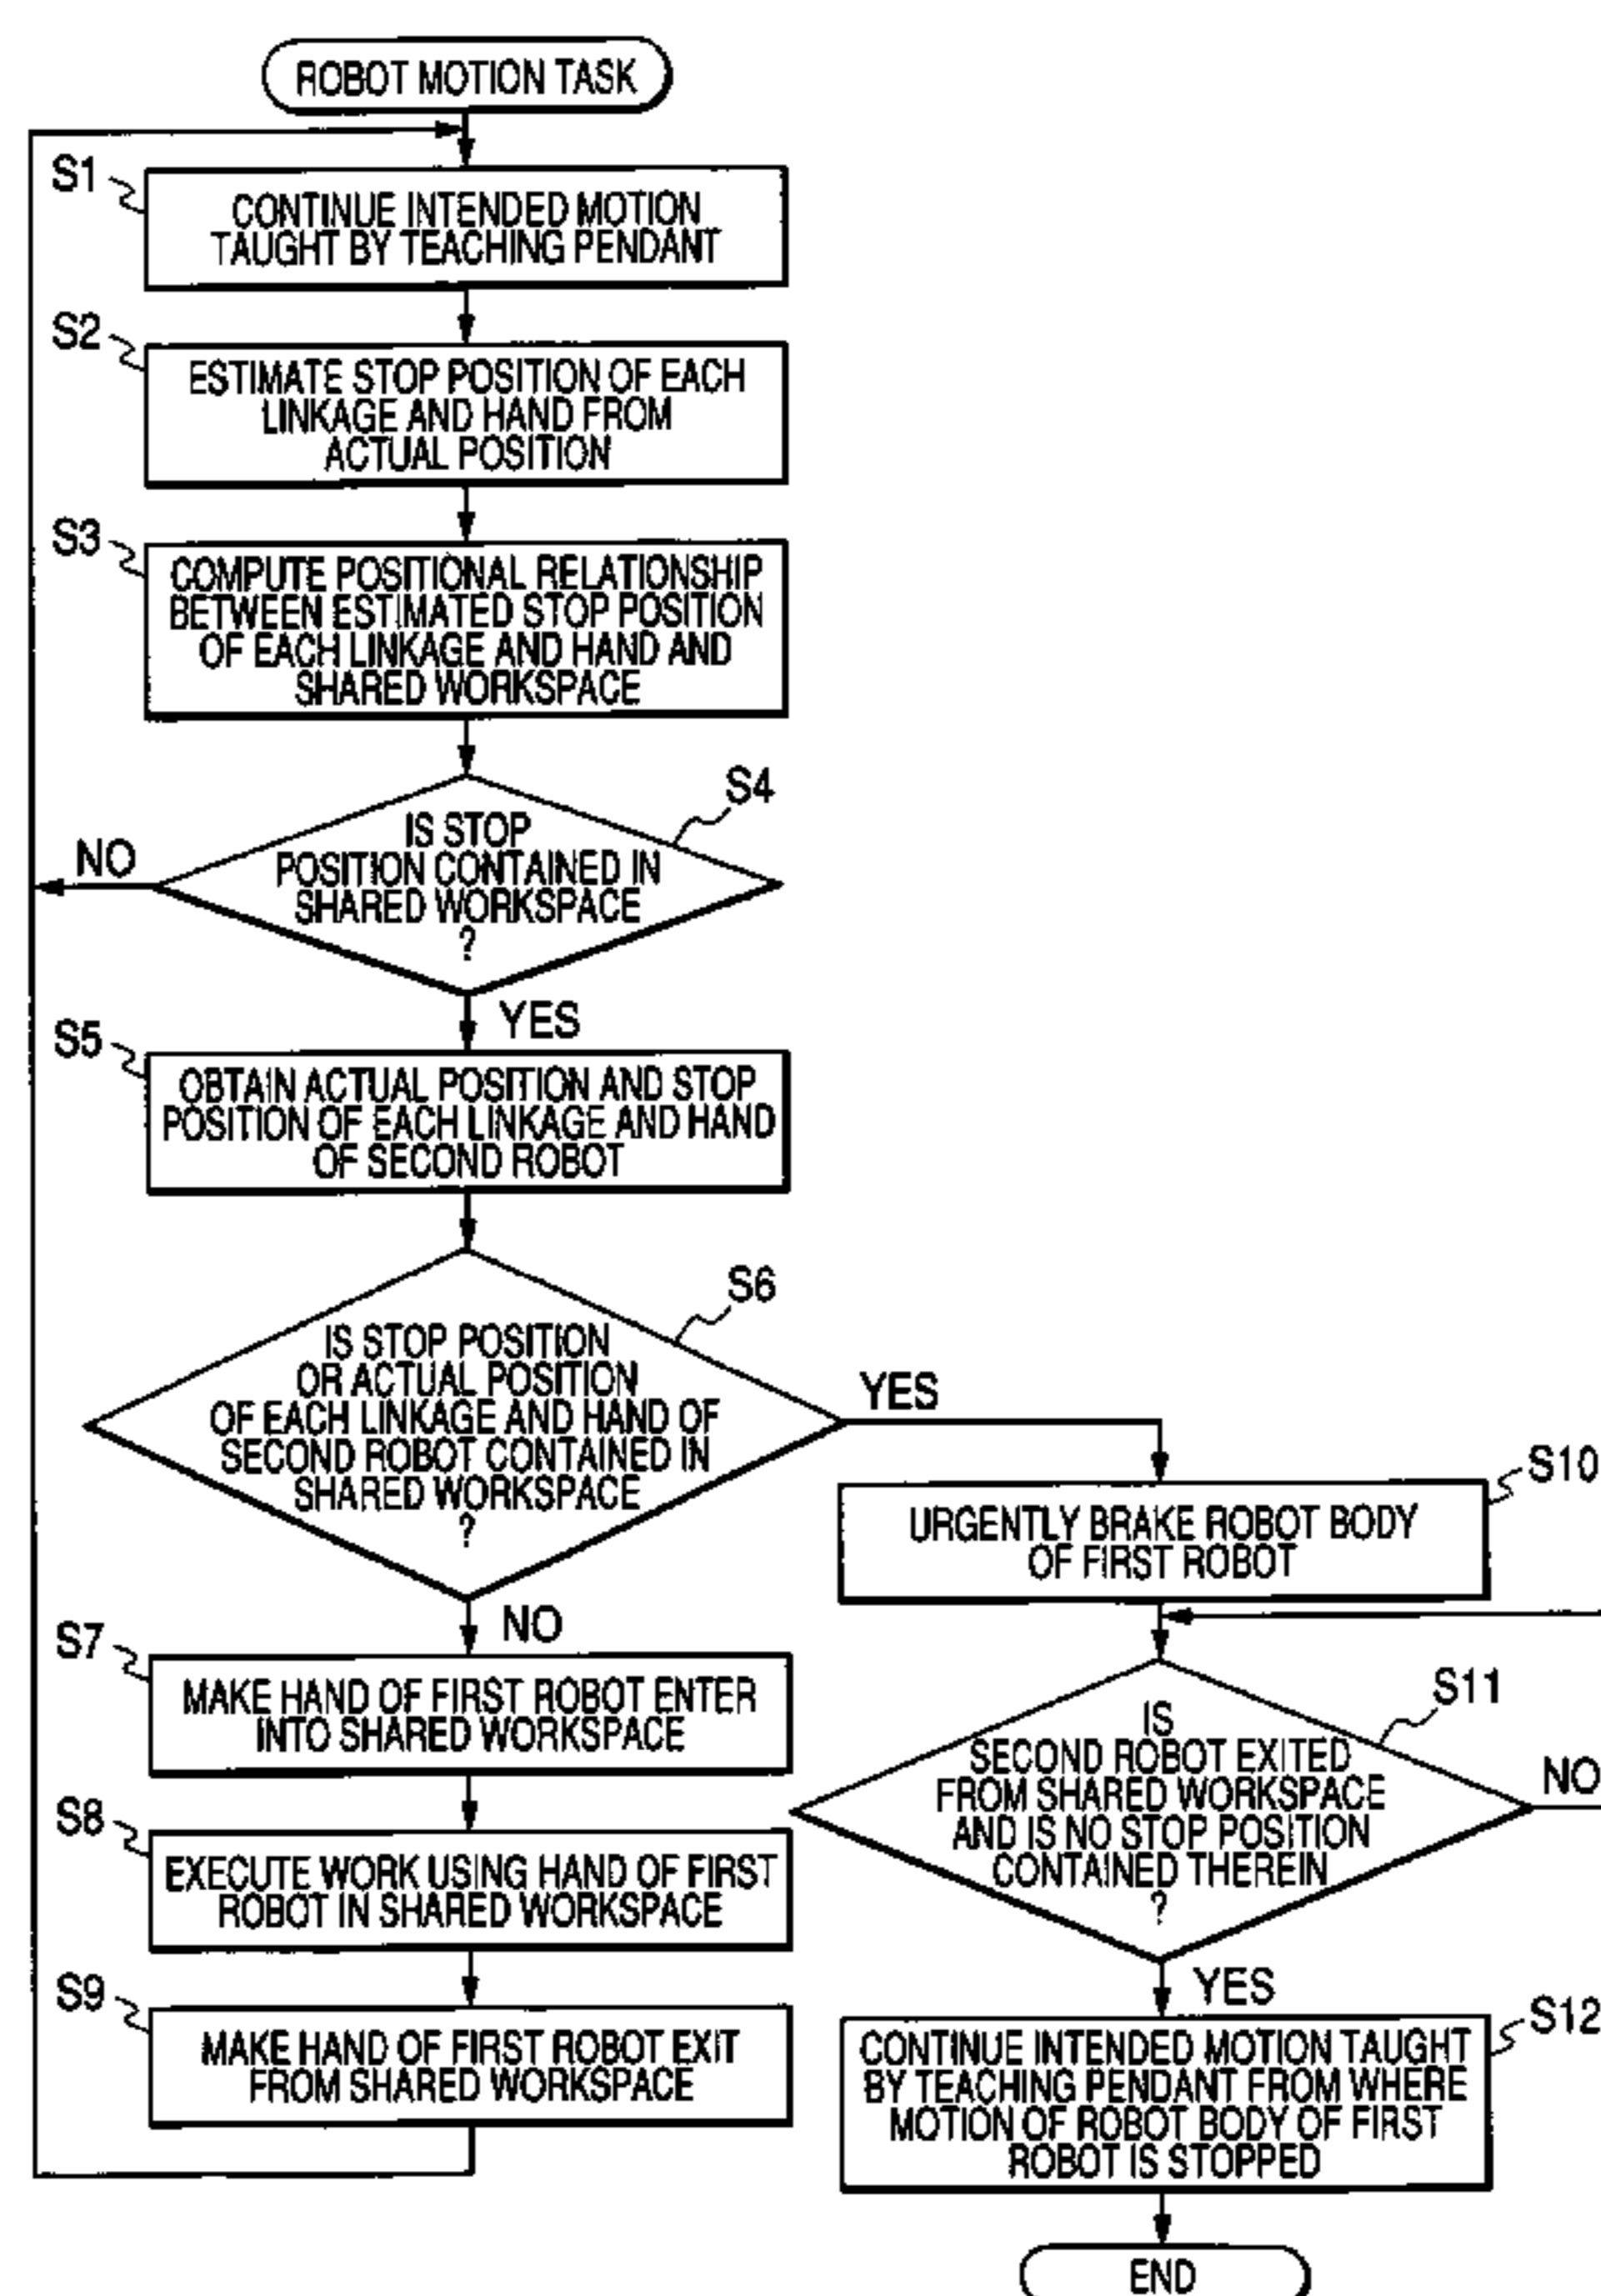 ROBOT MOTION TASK
S1
CONTINUE INTENDED MOTION
TAUGHT BY TEACHING PENDANT
S2
ESTIMATE STOP POSITION OF EACH
LINKAGE AND HAND FROM
ACTUAL POSITION
S3
COMPUTE POSITIONAL RELATIONSHIP
BETWEEN ESTIMATED STOP POSITION
OF EACH LINKAGE AND HAND AND
SHARED WORKSPACE
S4
IS STOP
POSITION CONTAINED IN
SHARED WORKSPACE
?
NO
YES
S5
OBTAIN ACTUAL POSITION AND STOP
POSITION OF EACH LINKAGE AND HAND
OF SECOND ROBOT
S6
IS STOP POSITION
OR ACTUAL POSITION
OF EACH LINKAGE AND HAND OF
SECOND ROBOT CONTAINED IN
SHARED WORKSPACE
?
YES
NO
S7
MAKE HAND OF FIRST ROBOT ENTER
INTO SHARED WORKSPACE
S8
EXECUTE WORK USING HAND OF FIRST
ROBOT IN SHARED WORKSPACE
S9
MAKE HAND OF FIRST ROBOT EXIT
FROM SHARED WORKSPACE
S10
URGENTLY BRAKE ROBOT BODY
OF FIRST ROBOT
S11
IS
SECOND ROBOT EXITED
FROM SHARED WORKSPACE
AND IS NO STOP POSITION
CONTAINED THEREIN
?
NO
YES
S12
CONTINUE INTENDED MOTION TAUGHT
BY TEACHING PENDANT FROM WHERE
MOTION OF ROBOT BODY OF FIRST
ROBOT IS STOPPED
END